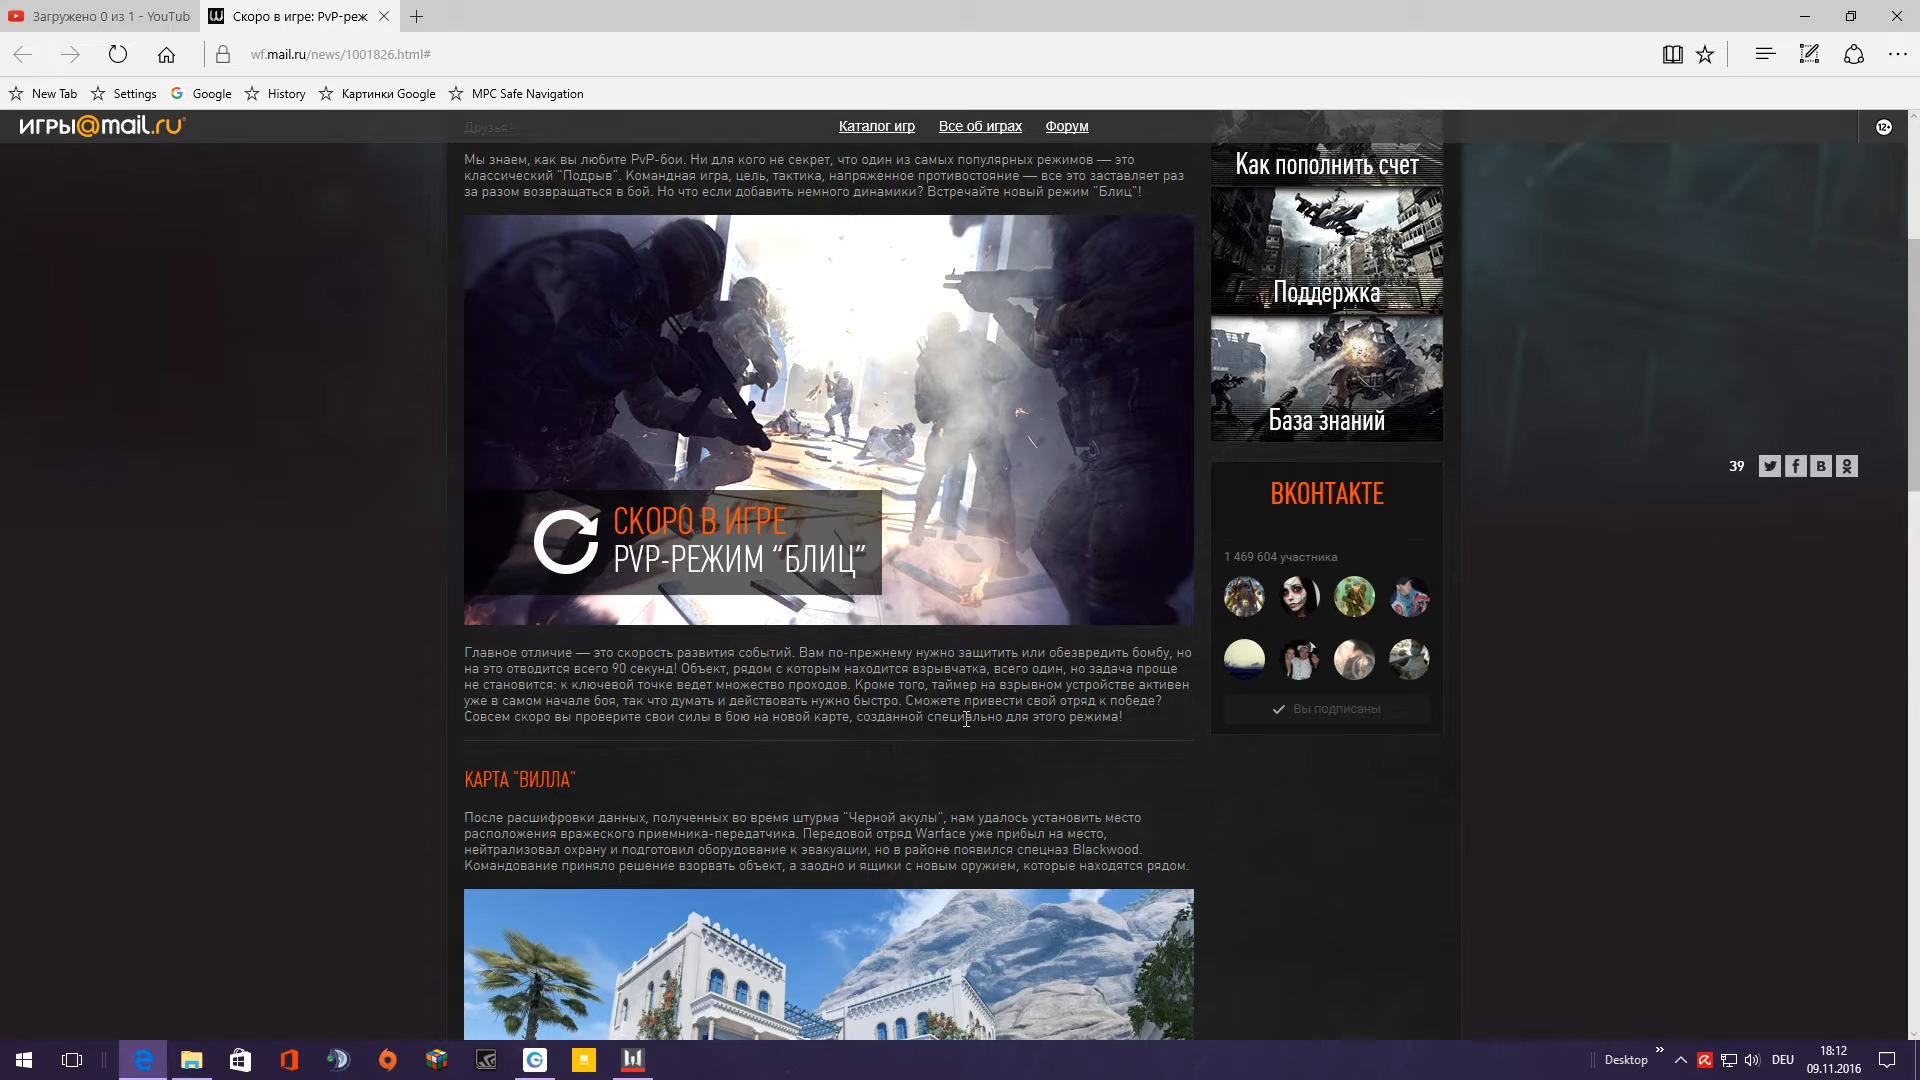 Загружено 0 из 1 - YouTub
Скоро в игре: PvP-реж
wf.mail.ru/news/1001826.html#
New Tab
Settings
Google
History
Картинки Google
MPC Safe Navigation
ИГРЫ@mail.ru
Каталог игр
Все об играх
Форум
12+
Друзья!
Мы знаем, как вы любите PvP-бои. Ни для кого не секрет, что один из самых популярных режимов — это
классический "Подрыв". Командная игра, цель, тактика, напряженное противостояние — все это заставляет раз
за разом возвращаться в бой. Но что если добавить немного динамики? Встречайте новый режим "Блиц"!
СКОРО В ИГРЕ
PVP-РЕЖИМ “БЛИЦ”
Главное отличие — это скорость развития событий. Вам по-прежнему нужно защитить или обезвредить бомбу, но
на это отводится всего 90 секунд! Объект, рядом с которым находится взрывчатка, всего один, но задача проще
не становится: к ключевой точке ведет множество проходов. Кроме того, таймер на взрывном устройстве активен
уже в самом начале боя, так что думать и действовать нужно быстро. Сможете привести свой отряд к победе?
Совсем скоро вы проверите свои силы в бою на новой карте, созданной специально для этого режима!
КАРТА "ВИЛЛА"
После расшифровки данных, полученных во время штурма "Черной акулы", нам удалось установить место
расположения вражеского приемника-передатчика. Передовой отряд Warface уже прибыл на место,
нейтрализовал охрану и подготовил оборудование к эвакуации, но в районе появился спецназ Blackwood.
Командование приняло решение взорвать объект, а заодно и ящики с новым оружием, которые находятся рядом.
Как пополнить счет
Поддержка
База знаний
ВКОНТАКТЕ
1 469 604 участника
Вы подписаны
39
Desktop
DEU
18:12
09.11.2016